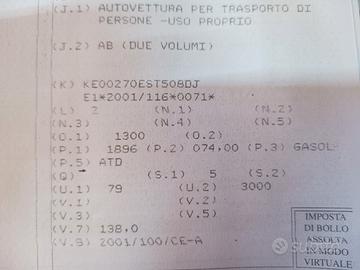 (J.1) AUTOVETTURA PER TRASPORTO DI
PERSONE -USO PROPRIO
(J.2) AB (DUE VOLUMI)
(K) KE00270EST508DJ
E1*2001/116*0071*
(L) 2 (N.1) (N.2)
(N.3) (N.4) (N.5)
(O.1) 1300 (O.2)
(P.1) 1896 (P.2) 074,00 (P.3) GASOL
(P.5) ATD
(Q) (S.1) 5 (S.2)
(U.1) 79 (U.2) 3000
(V.1) (V.2)
(V.3) (V.5)
(V.7) 138,0
(V.9) 2001/100/CE-A
IMPOSTA
DI BOLLO
ASSOLTA
IN MODO
VIRTUALE
subito